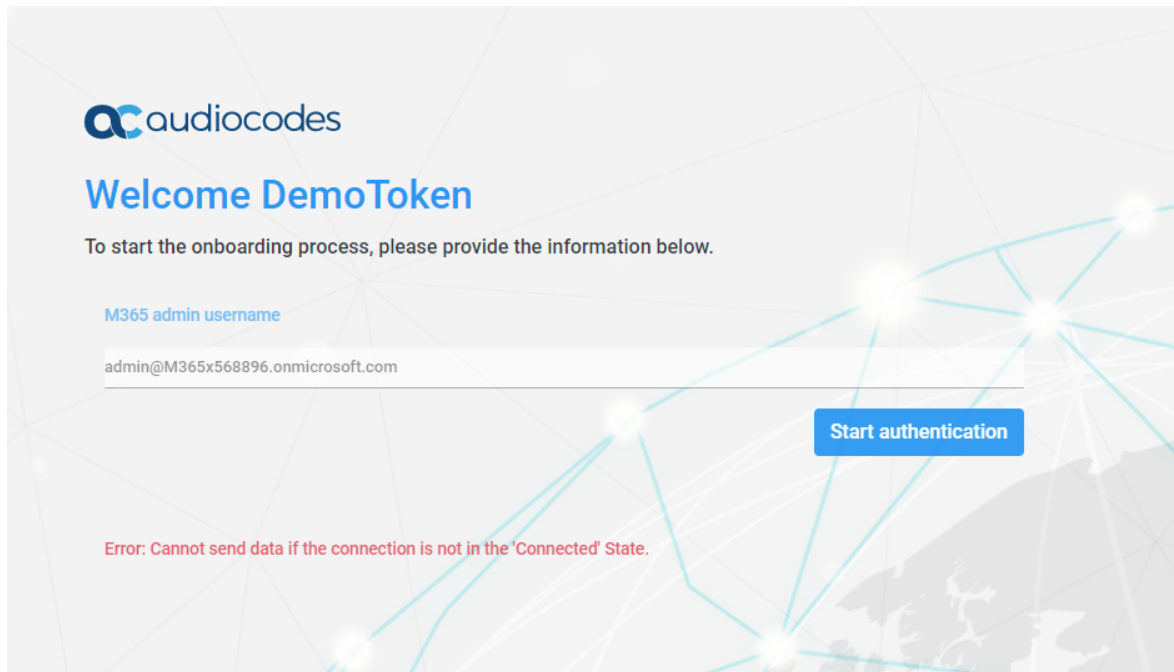 audiocodes
Welcome DemoToken
To start the onboarding process, please provide the information below.
M365 admin username
admin@M365x568896.onmicrosoft.com
Start authentication
Error: Cannot send data if the connection is not in the 'Connected' State.